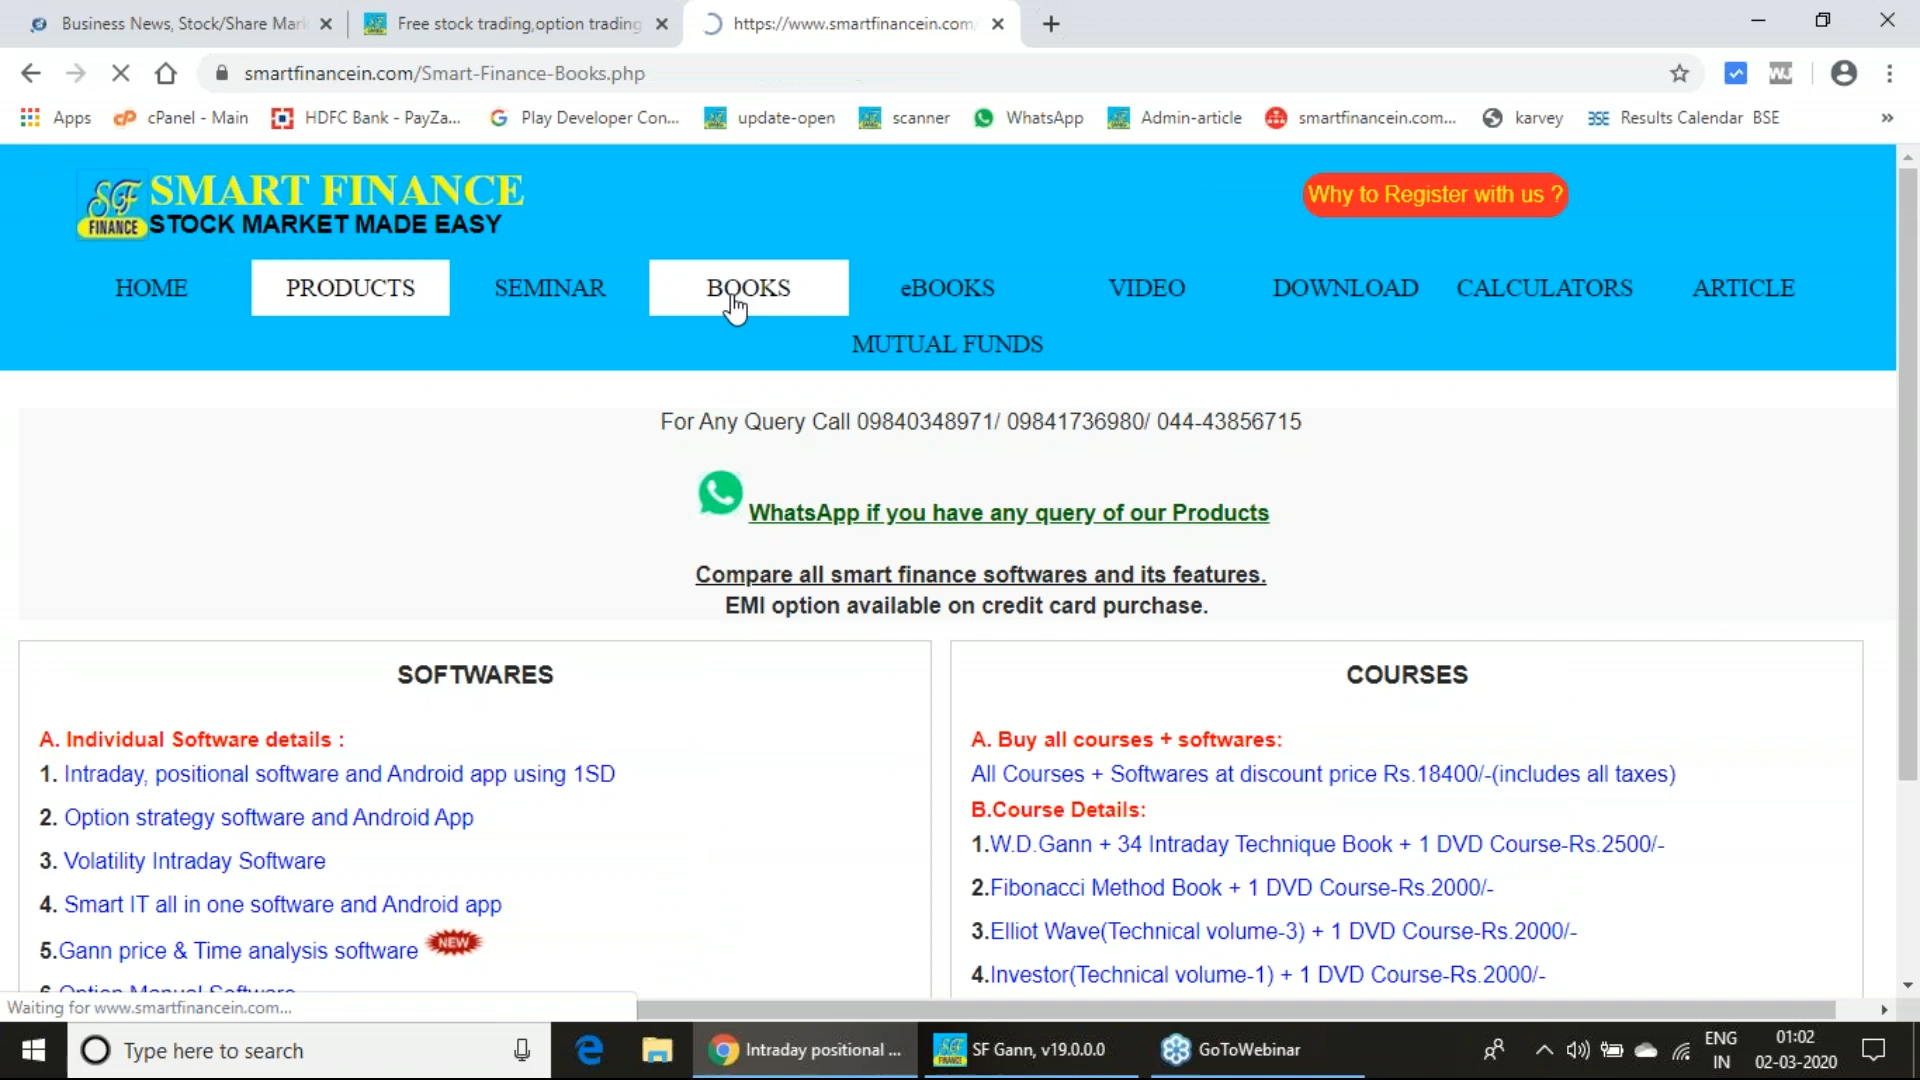 Business News, Stock/Share Mark
Free stock trading,option trading
https://www.smartfinancein.com
smartfinancein.com/Smart-Finance-Books.php
Apps
cPanel - Main
HDFC Bank - PayZa...
Play Developer Con...
update-open
scanner
WhatsApp
Admin-article
smartfinancein.com...
karvey
BSE
Results Calendar BSE
»
SF
FINANCE
SMART FINANCE
STOCK MARKET MADE EASY
Why to Register with us ?
HOME
PRODUCTS
SEMINAR
BOOKS
eBOOKS
VIDEO
DOWNLOAD
CALCULATORS
ARTICLE
MUTUAL FUNDS
For Any Query Call 09840348971/ 09841736980/ 044-43856715
WhatsApp if you have any query of our Products
Compare all smart finance softwares and its features.
EMI option available on credit card purchase.
SOFTWARES
A. Individual Software details :
1. Intraday, positional software and Android app using 1SD
2. Option strategy software and Android App
3. Volatility Intraday Software
4. Smart IT all in one software and Android app
5.Gann price & Time analysis software NEW
6 Option Manual Software
COURSES
A. Buy all courses + softwares:
All Courses + Softwares at discount price Rs.18400/-(includes all taxes)
B.Course Details:
1.W.D.Gann + 34 Intraday Technique Book + 1 DVD Course-Rs.2500/-
2.Fibonacci Method Book + 1 DVD Course-Rs.2000/-
3.Elliot Wave(Technical volume-3) + 1 DVD Course-Rs.2000/-
4.Investor(Technical volume-1) + 1 DVD Course-Rs.2000/-
Waiting for www.smartfinancein.com...
Type here to search
Intraday positional ...
SF Gann, v19.0.0.0
GoToWebinar
ENG
IN
01:02
02-03-2020